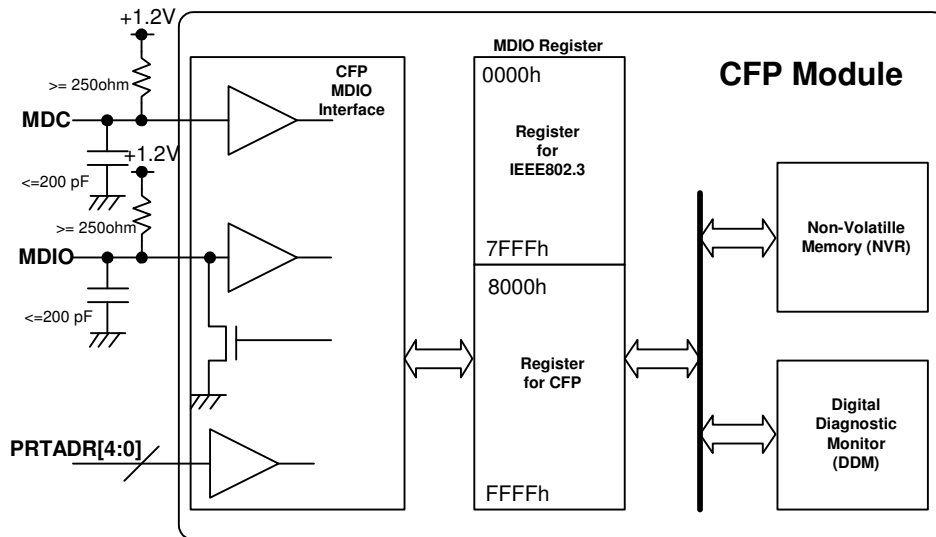 +1.2V
>= 250ohm
MDC
<=200 pF
+1.2V
>= 250ohm
MDIO
<=200 pF
PRTADR[4:0]
CFP
MDIO
Interface
MDIO Register
0000h
Register
for
IEEE802.3
7FFFh
8000h
Register
for CFP
FFFFh
CFP Module
Non-Volatille
Memory (NVR)
Digital
Diagnostic
Monitor
(DDM)